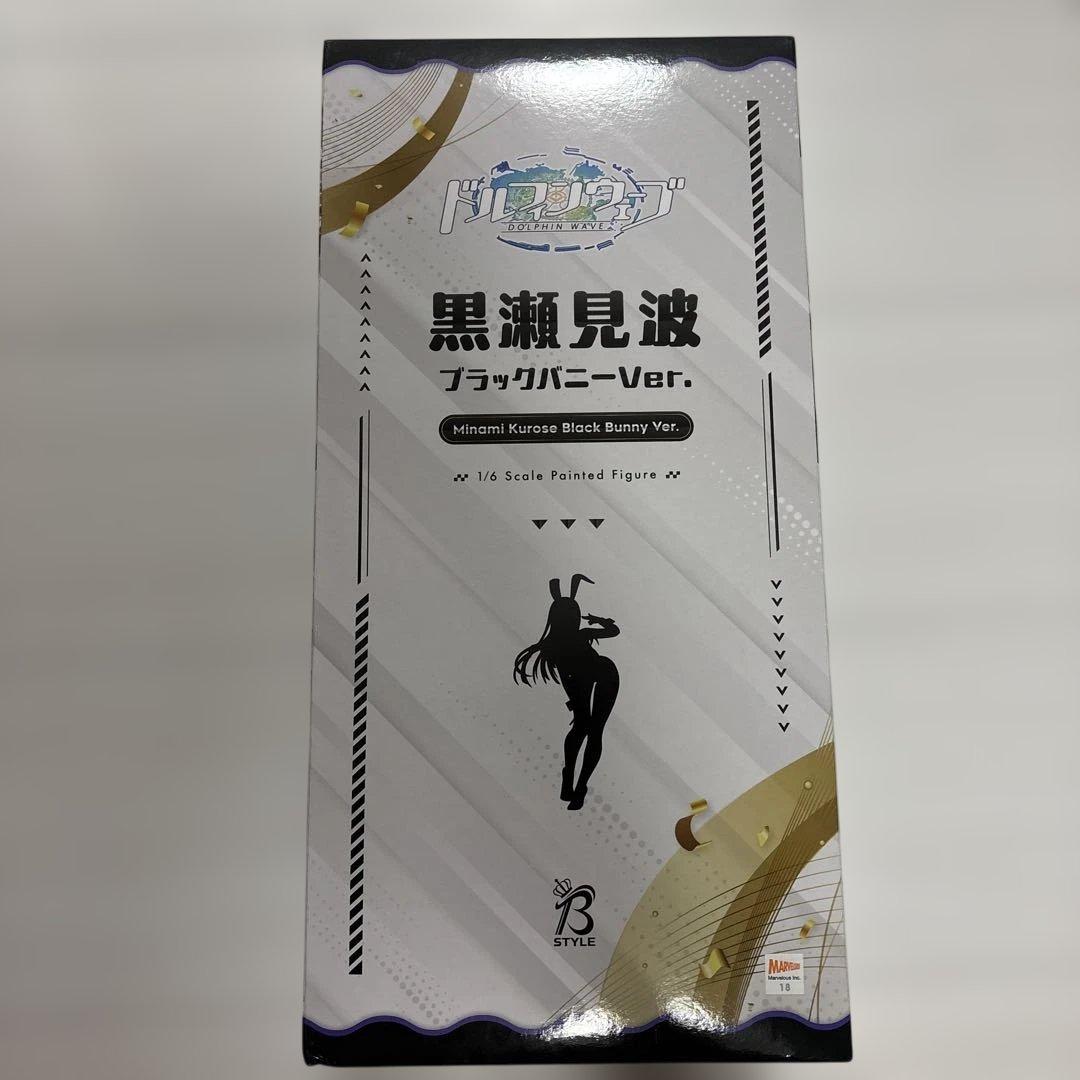 ドルフィンウェーブ
DOLPHIN WAVE
黒瀬見波
ブラックバニーVer.
Minami Kurose Black Bunny Ver.
1/6 Scale Painted Figure
B
STYLE
MARVELOUS
Marvelous Inc.
18